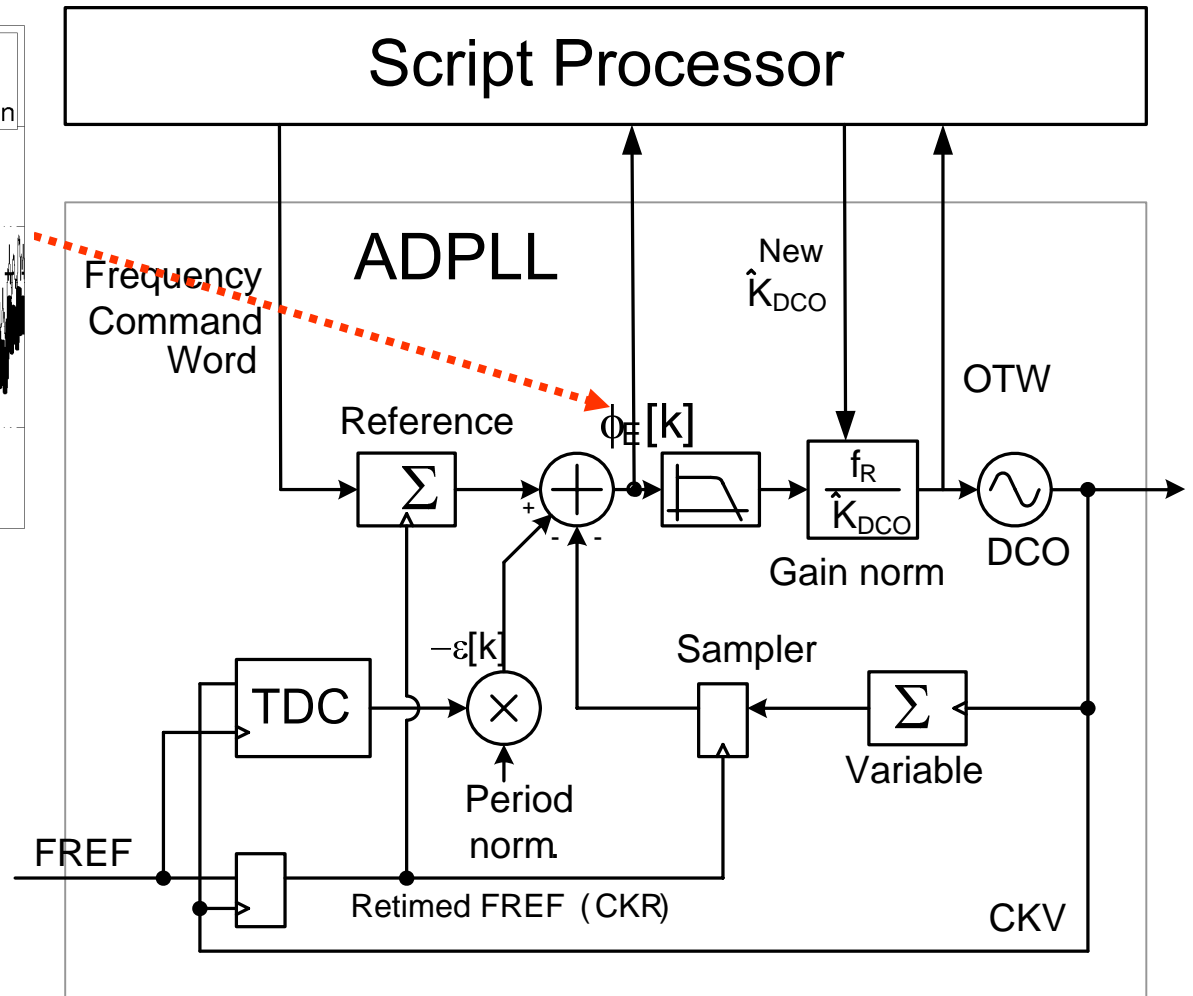 Script Processor
n
ADPLL
New
K̂DCO
Frequency
Command
Word
OTW
Reference
ϕE[k]
Σ
+
fR
K̂DCO
+
- -
DCO
Gain norm
−ε[k]
Sampler
TDC
×
Σ
Variable
Period
norm.
FREF
Retimed FREF (CKR)
CKV